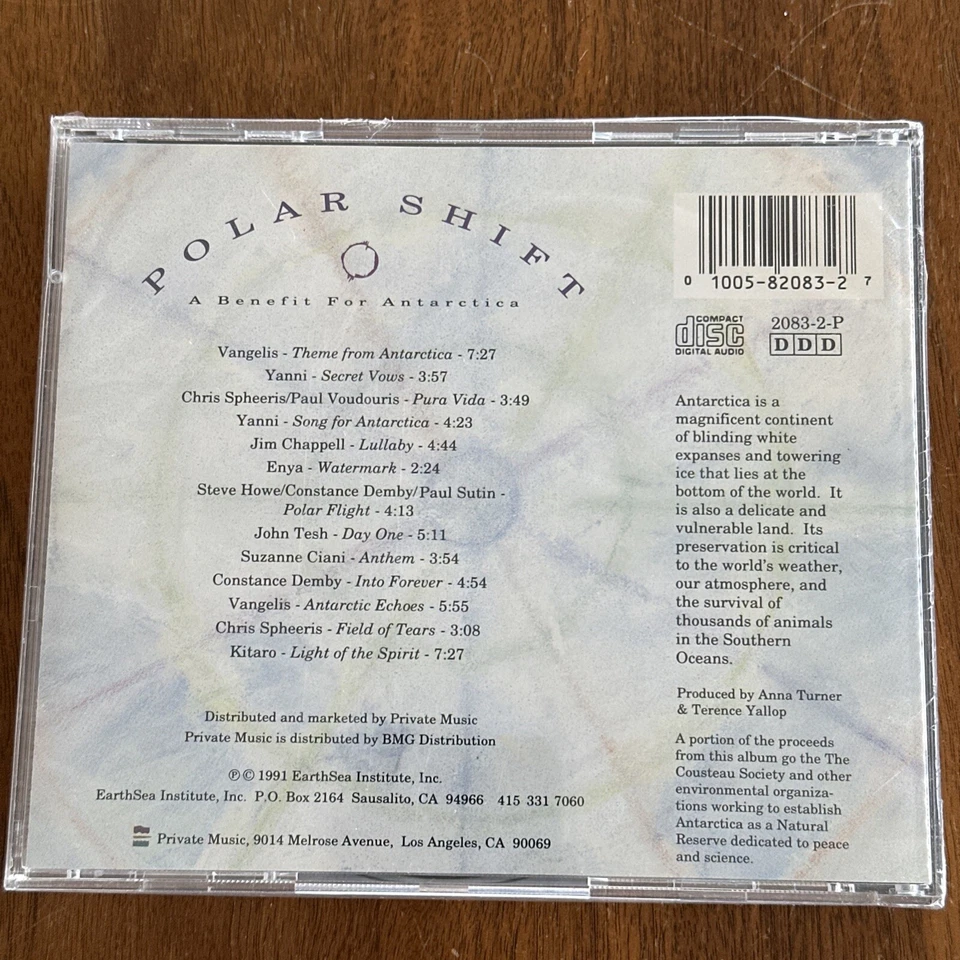 POLAR SHIFT
A Benefit For Antarctica
Vangelis - Theme from Antarctica - 7:27
Yanni - Secret Vows - 3:57
Chris Spheeris/Paul Voudouris - Pura Vida - 3:49
Yanni - Song for Antarctica - 4:23
Jim Chappell - Lullaby - 4:44
Enya - Watermark - 2:24
Steve Howe/Constance Demby/Paul Sutin -
Polar Flight - 4:13
John Tesh - Day One - 5:11
Suzanne Ciani - Anthem - 3:54
Constance Demby - Into Forever - 4:54
Vangelis - Antarctic Echoes - 5:55
Chris Spheeris - Field of Tears - 3:08
Kitaro - Light of the Spirit - 7:27
Distributed and marketed by Private Music
Private Music is distributed by BMG Distribution
℗© 1991 EarthSea Institute, Inc.
EarthSea Institute, Inc. P.O. Box 2164 Sausalito, CA 94966 415 331 7060
Private Music, 9014 Melrose Avenue, Los Angeles, CA 90069
0 1005-82083-2 7
COMPACT
disc
DIGITAL AUDIO
2083-2-P
DDD
Antarctica is a
magnificent continent
of blinding white
expanses and towering
ice that lies at the
bottom of the world. It
is also a delicate and
vulnerable land. Its
preservation is critical
to the world's weather,
our atmosphere, and
the survival of
thousands of animals
in the Southern
Oceans.
Produced by Anna Turner
& Terence Yallop
A portion of the proceeds
from this album go the The
Cousteau Society and other
environmental organiza-
tions working to establish
Antarctica as a Natural
Reserve dedicated to peace
and science.